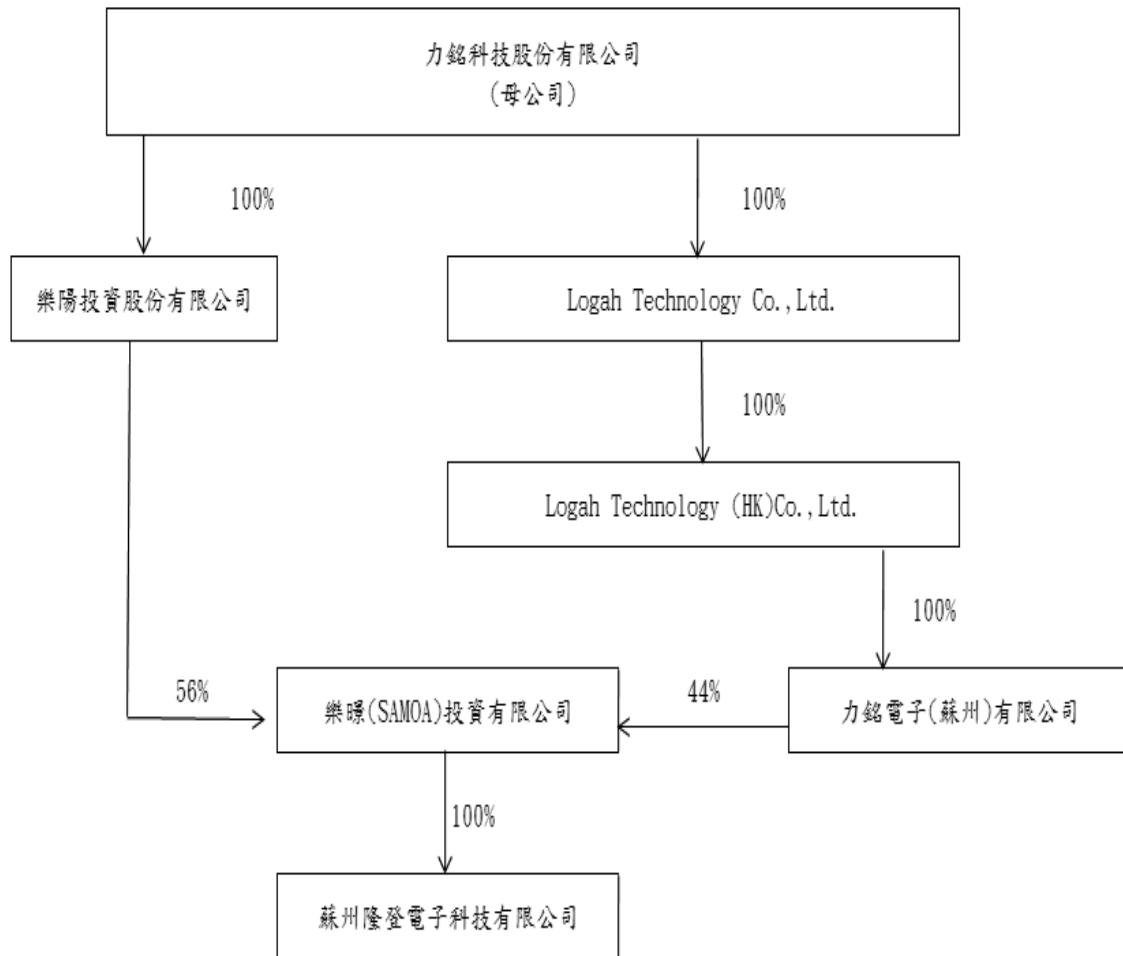 力銘科技股份有限公司
(母公司)
100%
100%
樂陽投資股份有限公司
Logah Technology Co.,Ltd.
100%
Logah Technology (HK)Co.,Ltd.
100%
56%
樂暻(SAMOA)投資有限公司
44%
力銘電子(蘇州)有限公司
100%
蘇州隆登電子科技有限公司